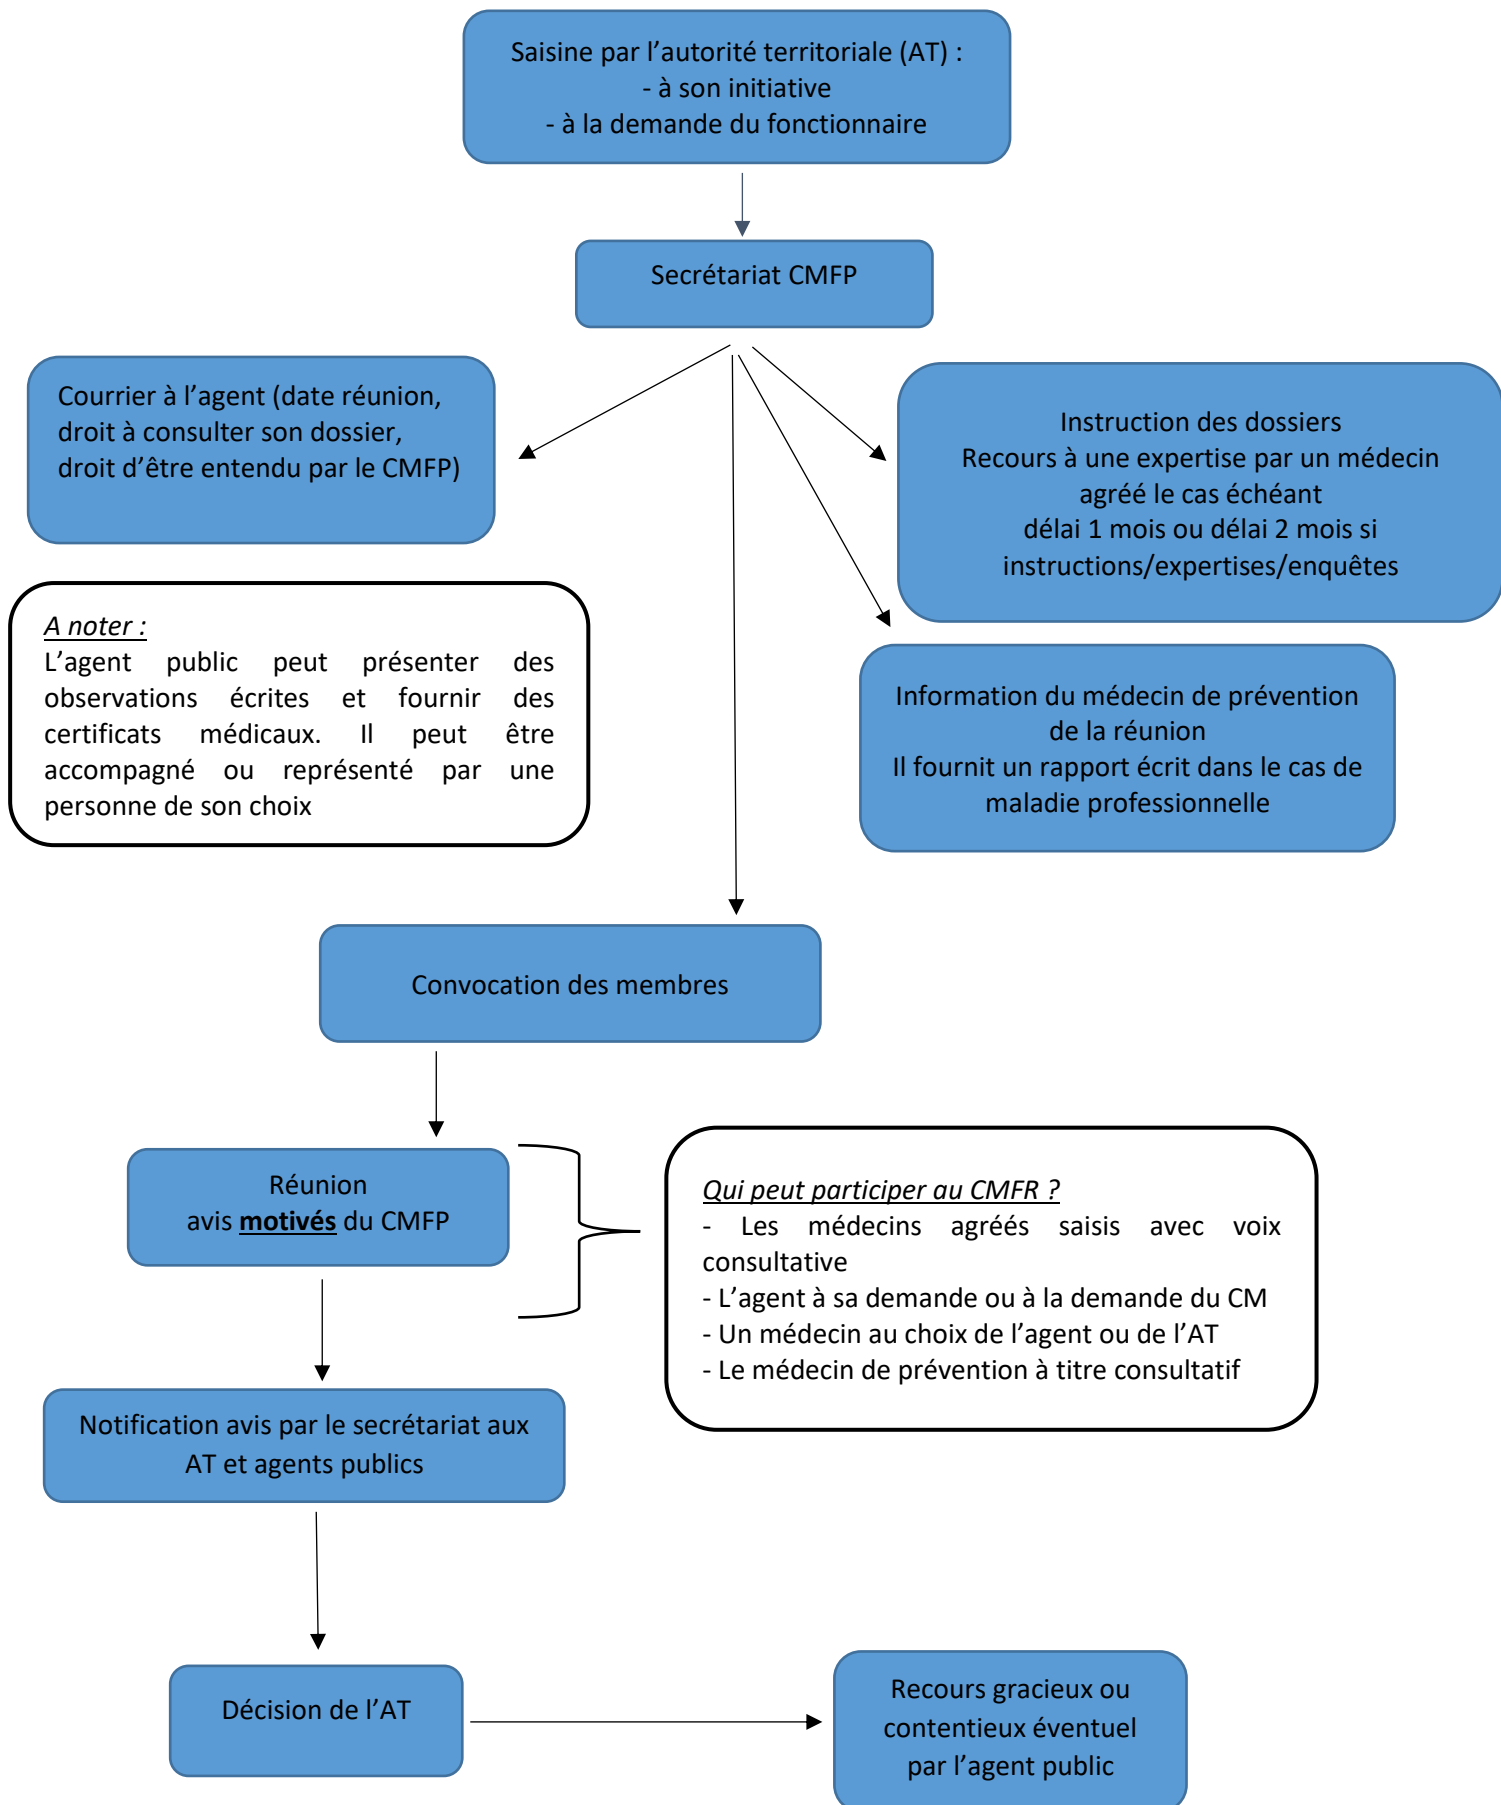 Saisine par l’autorité territoriale (AT) :
- à son initiative
- à la demande du fonctionnaire
Secrétariat CMFP
Courrier à l’agent (date réunion,
droit à consulter son dossier,
droit d’être entendu par le CMFP)
Instruction des dossiers
Recours à une expertise par un médecin
agréé le cas échéant
délai 1 mois ou délai 2 mois si
instructions/expertises/enquêtes
A noter :
L’agent public peut présenter des
observations écrites et fournir des
certificats médicaux. Il peut être
accompagné ou représenté par une
personne de son choix
Information du médecin de prévention
de la réunion
Il fournit un rapport écrit dans le cas de
maladie professionnelle
Convocation des membres
Réunion
avis motivés du CMFP
Qui peut participer au CMFR ?
- Les médecins agréés saisis avec voix
consultative
- L’agent à sa demande ou à la demande du CM
- Un médecin au choix de l’agent ou de l’AT
- Le médecin de prévention à titre consultatif
Notification avis par le secrétariat aux
AT et agents publics
Décision de l’AT
Recours gracieux ou
contentieux éventuel
par l’agent public